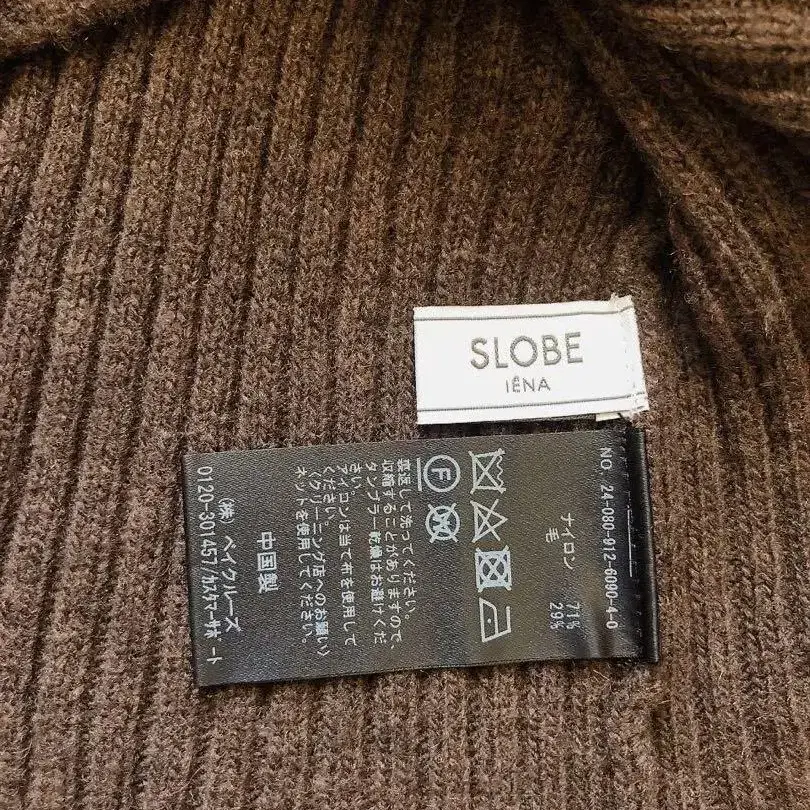 SLOBE
IÉNA
NO, 24-080-912-6090-4-0
ナイロン 71%
毛 29%
F
裏返して洗ってください。
収縮することがありますので、
タンブラー乾燥はお避けくだ
さい。
アイロンは当て布を使用して
ください。
《クリーニング店へのお願い》
ネットを使用してください。
中国製
(株) ベイクルーズ
0120-301457/カスタマーサポート